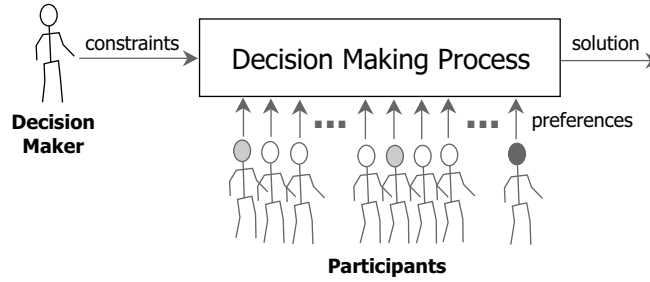 constraints
Decision Making Process
solution
Decision
Maker
preferences
Participants